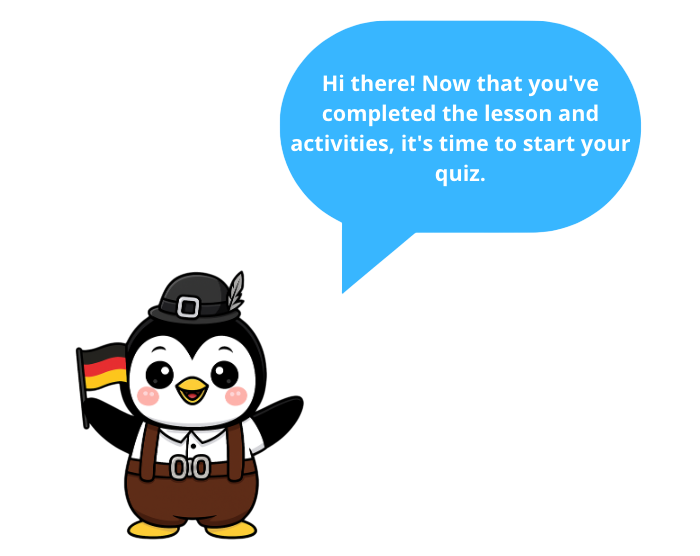 Hi there! Now that you've
completed the lesson and
activities, it's time to start your
quiz.